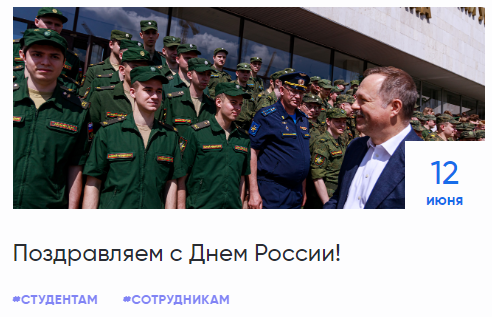 12
июня
Поздравляем с Днем России!
#СТУДЕНТАМ #СОТРУДНИКАМ